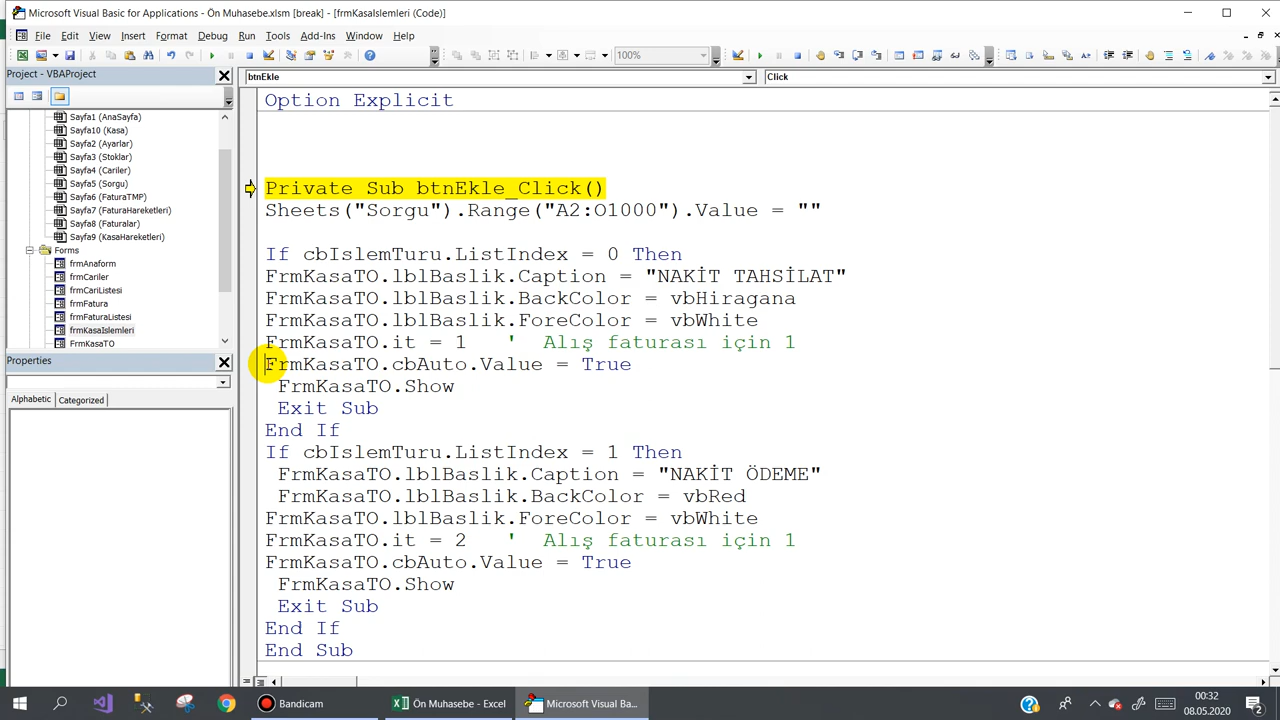 Microsoft Visual Basic for Applications - Ön Muhasebe.xlsm [break] - [frmKasaIslemleri (Code)]
File Edit View Insert Format Debug Run Tools Add-Ins Window Help
100%
Project - VBAProject
btnEkle
Click
Sayfa1 (AnaSayfa)
Sayfa10 (Kasa)
Sayfa2 (Ayarlar)
Sayfa3 (Stoklar)
Sayfa4 (Cariler)
Sayfa5 (Sorgu)
Sayfa6 (FaturaTMP)
Sayfa7 (FaturaHareketleri)
Sayfa8 (Faturalar)
Sayfa9 (KasaHareketleri)
Forms
frmAnaform
frmCariler
frmCariListesi
frmFatura
frmFaturaListesi
frmKasaIslemleri
frmKasaTO
Properties
Alphabetic Categorized
Option Explicit
Private Sub btnEkle_Click()
Sheets("Sorgu").Range("A2:O1000").Value = ""
If cbIslemTuru.ListIndex = 0 Then
FrmKasaTO.lblBaslik.Caption = "NAKİT TAHSİLAT"
FrmKasaTO.lblBaslik.BackColor = vbHiragana
FrmKasaTO.lblBaslik.ForeColor = vbWhite
FrmKasaTO.it = 1 ' Alış faturası için 1
FrmKasaTO.cbAuto.Value = True
FrmKasaTO.Show
Exit Sub
End If
If cbIslemTuru.ListIndex = 1 Then
FrmKasaTO.lblBaslik.Caption = "NAKİT ÖDEME"
FrmKasaTO.lblBaslik.BackColor = vbRed
FrmKasaTO.lblBaslik.ForeColor = vbWhite
FrmKasaTO.it = 2 ' Alış faturası için 1
FrmKasaTO.cbAuto.Value = True
FrmKasaTO.Show
Exit Sub
End If
End Sub
Bandicam
Ön Muhasebe - Excel
Microsoft Visual Ba...
00:32
08.05.2020
2